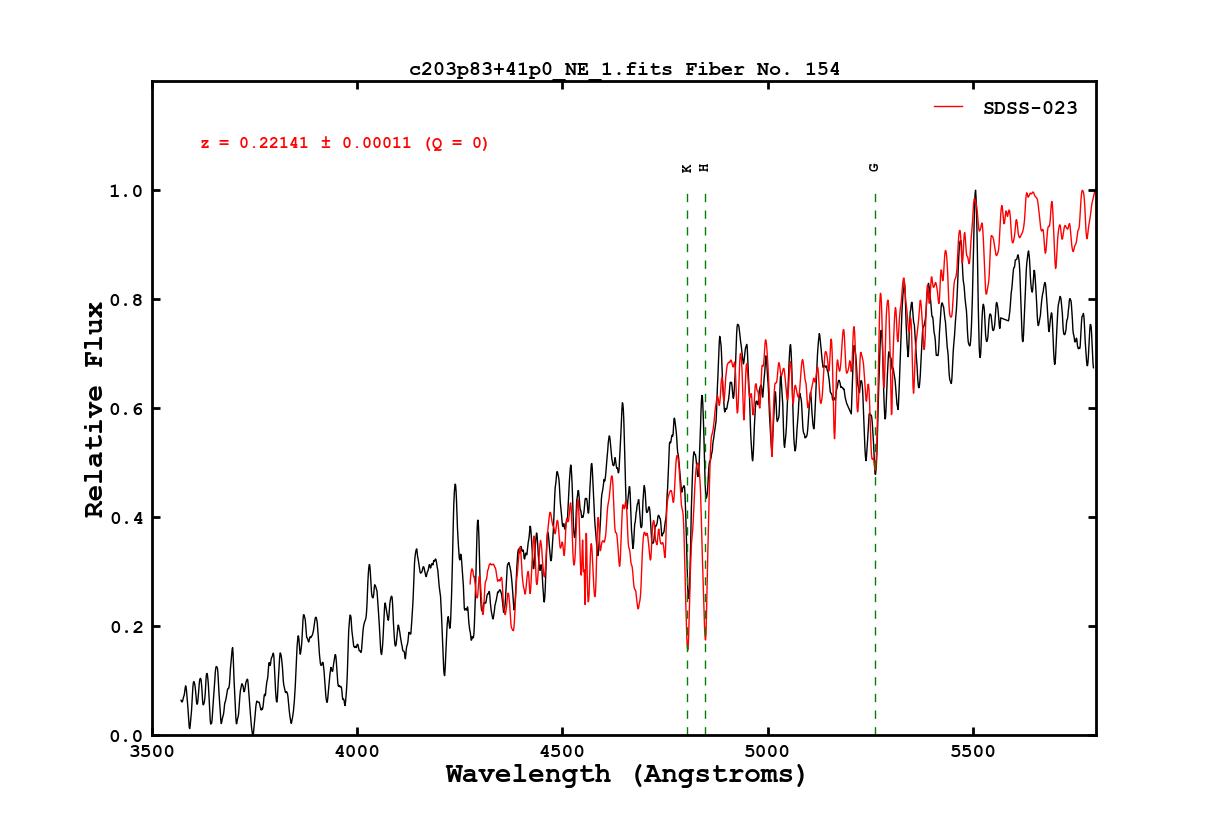 c203p83+41p0_NE_1.fits Fiber No. 154
SDSS-023
z = 0.22141 ± 0.00011 (Q = 0)
K H G
1.0
0.8
0.6
0.4
0.2
0.0
Relative Flux
3500 4000 4500 5000 5500
Wavelength (Angstroms)